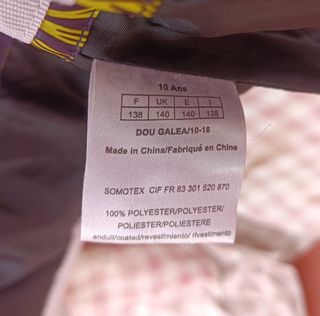 10 Ans
F UK E I
138 140 140 138
DOU GALEA/10-16
Made in China/Fabriqué en Chine
SOMOTEX CIF FR 83 301 520 870
100% POLYESTER/POLYESTER/
POLIESTER/POLIESTERE
enduit/coated/revestimiento/ rivestimento